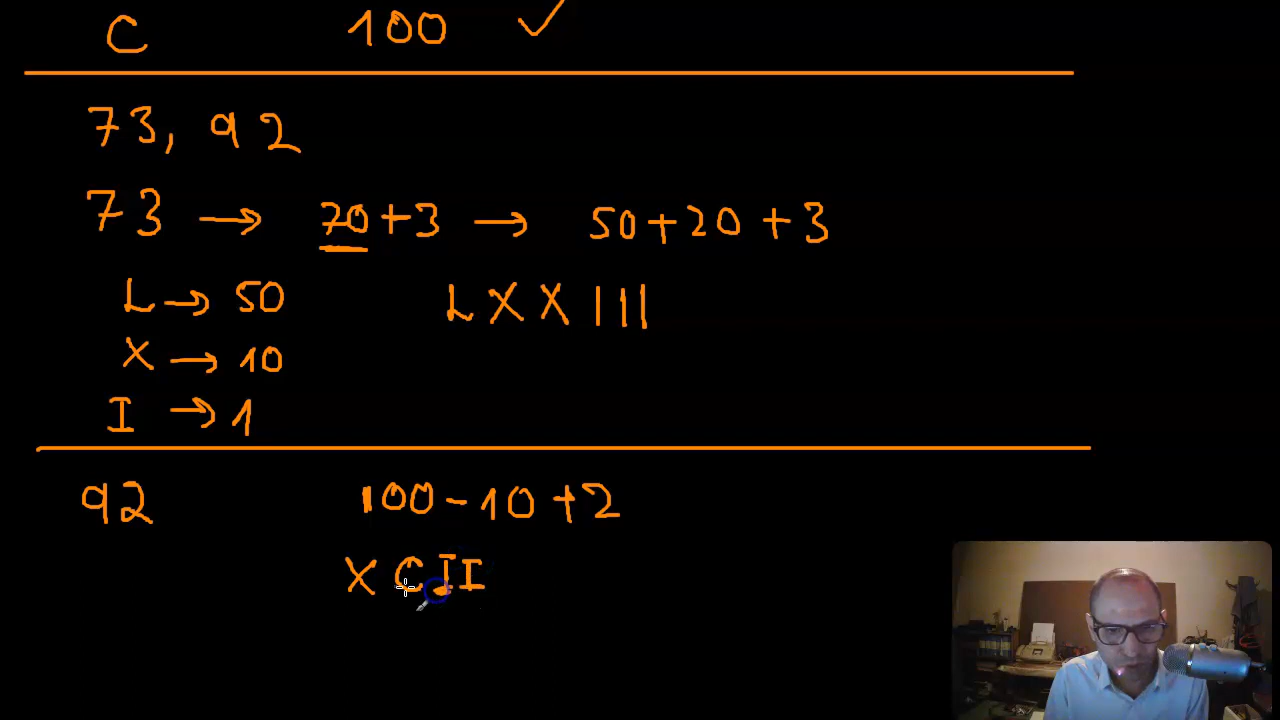 C 100 ✓
73, 92
73 → 70+3 → 50+20+3
L → 50 LXXIII
X → 10
I → 1
92 100-10+2
XCII